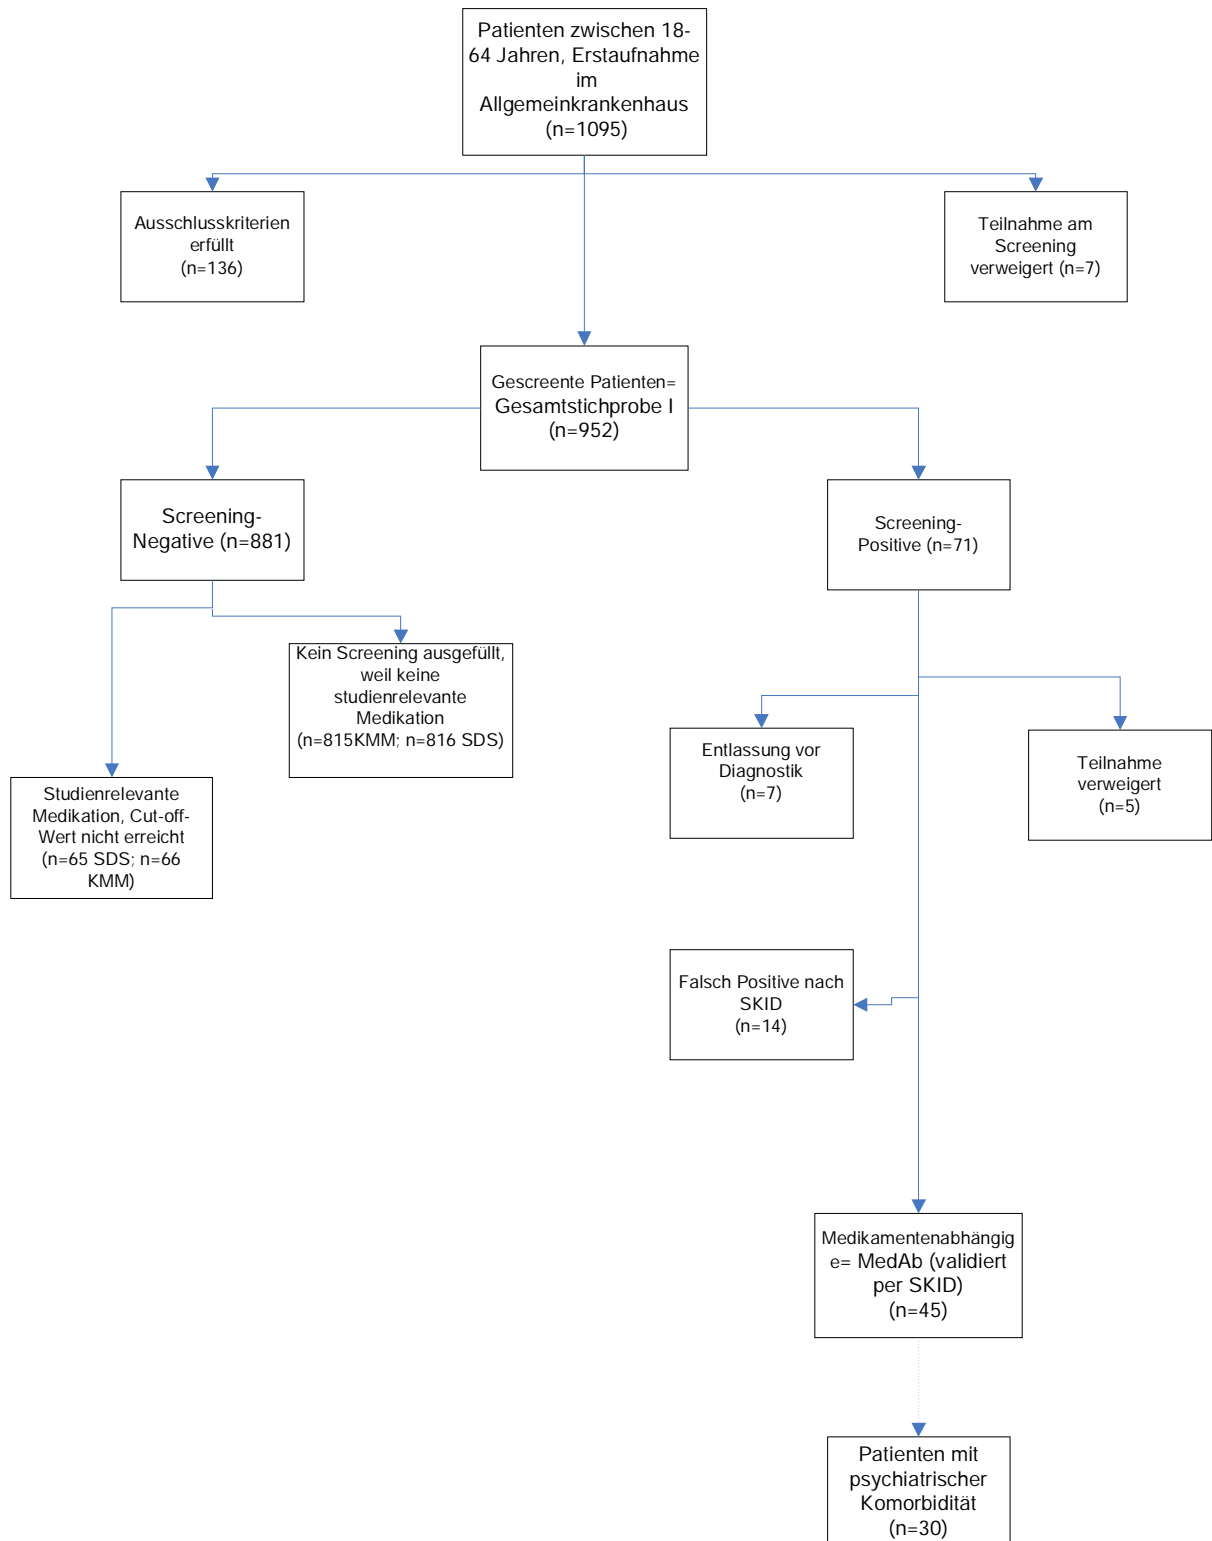 Patienten zwischen 18-
64 Jahren, Erstaufnahme
im
Allgemeinkrankenhaus
(n=1095)
Ausschlusskriterien
erfüllt
(n=136)
Teilnahme am
Screening
verweigert (n=7)
Gescreente Patienten=
Gesamtstichprobe I
(n=952)
Screening-
Negative (n=881)
Screening-
Positive (n=71)
Kein Screening ausgefüllt,
weil keine
studienrelevante
Medikation
(n=815KMM; n=816 SDS)
Studienrelevante
Medikation, Cut-off-
Wert nicht erreicht
(n=65 SDS; n=66
KMM)
Entlassung vor
Diagnostik
(n=7)
Teilnahme
verweigert
(n=5)
Falsch Positive nach
SKID
(n=14)
Medikamentenabhängig
e= MedAb (validiert
per SKID)
(n=45)
Patienten mit
psychiatrischer
Komorbidität
(n=30)